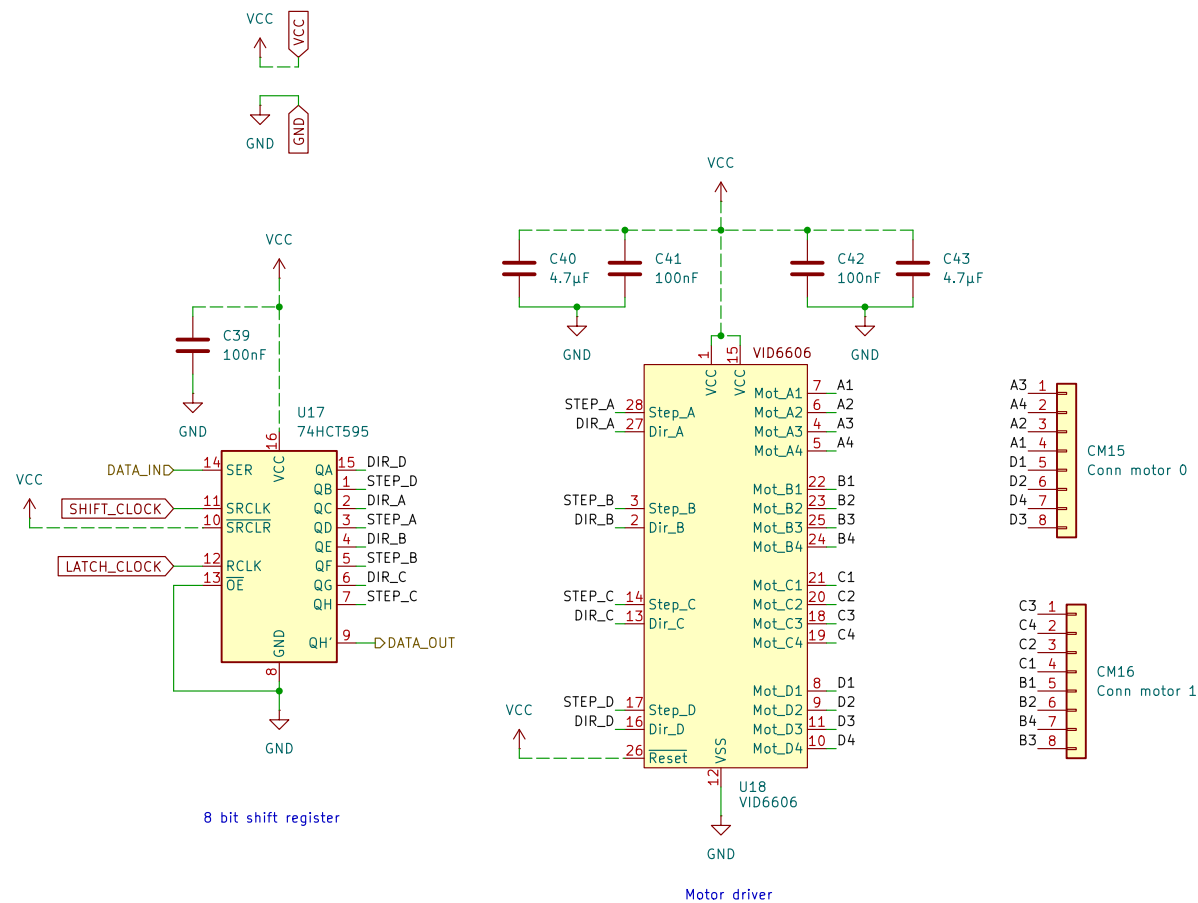 VCC
VCC
GND
GND
VCC
C39
100nF
GND
VCC
U17
74HCT595
16
VCC
DATA_IN
14
SER
SHIFT_CLOCK
11
SRCLK
10
SRCLR
LATCH_CLOCK
12
RCLK
13
OE
QA
15
DIR_D
QB
1
STEP_D
QC
2
DIR_A
QD
3
STEP_A
QE
4
DIR_B
QF
5
STEP_B
QG
6
DIR_C
QH
7
STEP_C
QH'
9
DATA_OUT
GND
8
GND
8 bit shift register
VCC
C40
4.7µF
C41
100nF
C42
100nF
C43
4.7µF
GND
GND
1
15
VID6606
VCC
VCC
STEP_A
28
Step_A
DIR_A
27
Dir_A
STEP_B
3
Step_B
DIR_B
2
Dir_B
STEP_C
14
Step_C
DIR_C
13
Dir_C
STEP_D
17
Step_D
DIR_D
16
Dir_D
VCC
26
Reset
Mot_A1
7
A1
Mot_A2
6
A2
Mot_A3
4
A3
Mot_A4
5
A4
Mot_B1
22
B1
Mot_B2
23
B2
Mot_B3
25
B3
Mot_B4
24
B4
Mot_C1
21
C1
Mot_C2
20
C2
Mot_C3
18
C3
Mot_C4
19
C4
Mot_D1
8
D1
Mot_D2
9
D2
Mot_D3
11
D3
Mot_D4
10
D4
VSS
12
U18
VID6606
GND
Motor driver
A3 1
A4 2
A2 3
A1 4
D1 5
D2 6
D4 7
D3 8
CM15
Conn motor 0
C3 1
C4 2
C2 3
C1 4
B1 5
B2 6
B4 7
B3 8
CM16
Conn motor 1